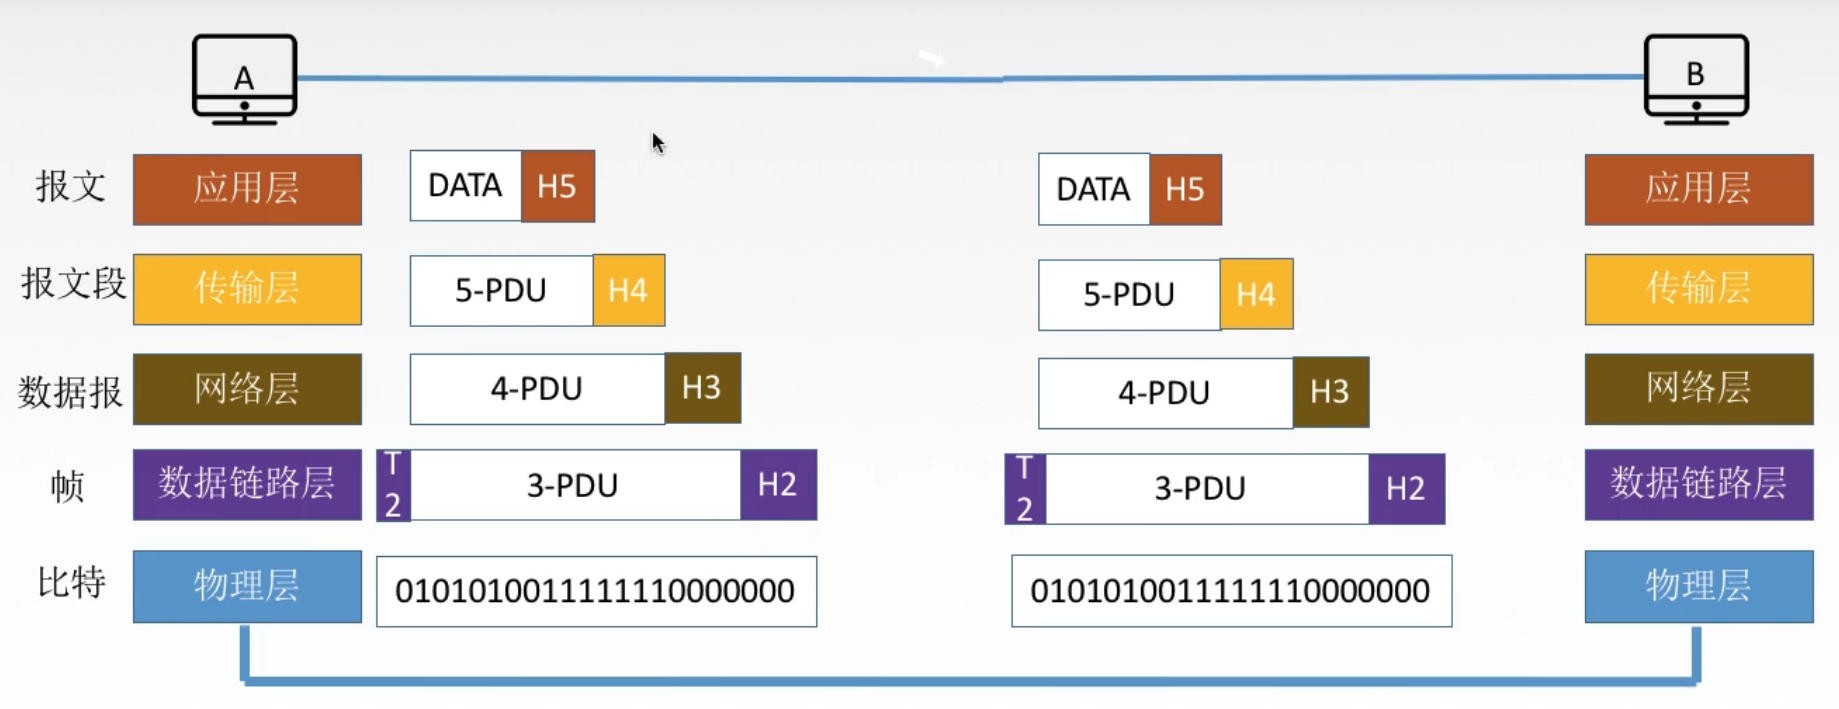 A
B
报文
应用层
DATA
H5
DATA
H5
应用层
报文段
传输层
5-PDU
H4
5-PDU
H4
传输层
数据报
网络层
4-PDU
H3
4-PDU
H3
网络层
帧
数据链路层
T2
3-PDU
H2
T2
3-PDU
H2
数据链路层
比特
物理层
0101010011111110000000
0101010011111110000000
物理层